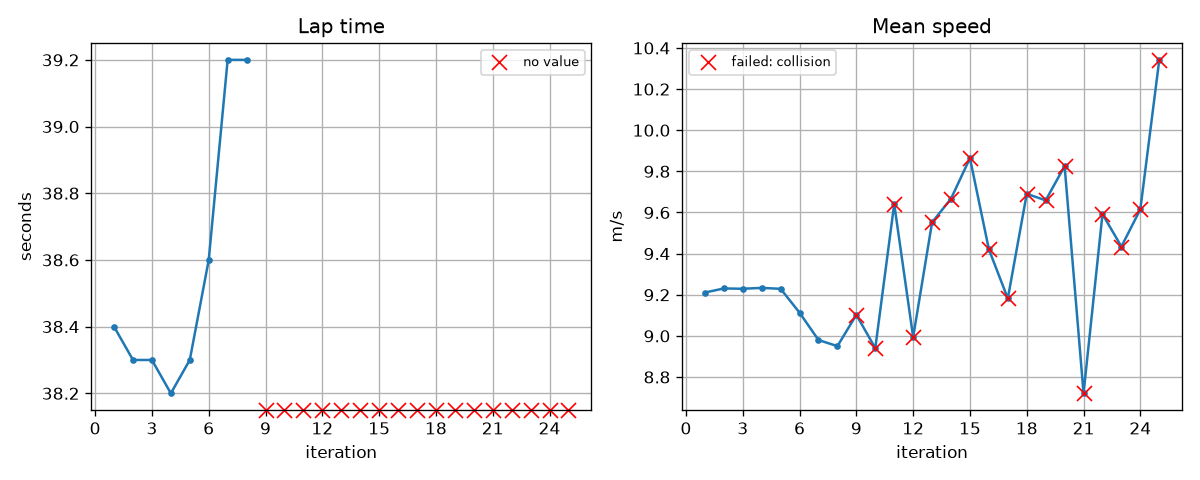 Lap time
39.2
39.0
38.8
38.6
38.4
38.2
seconds
no value
0 3 6 9 12 15 18 21 24
iteration
Mean speed
10.4
10.2
10.0
9.8
9.6
9.4
9.2
9.0
8.8
m/s
failed: collision
0 3 6 9 12 15 18 21 24
iteration